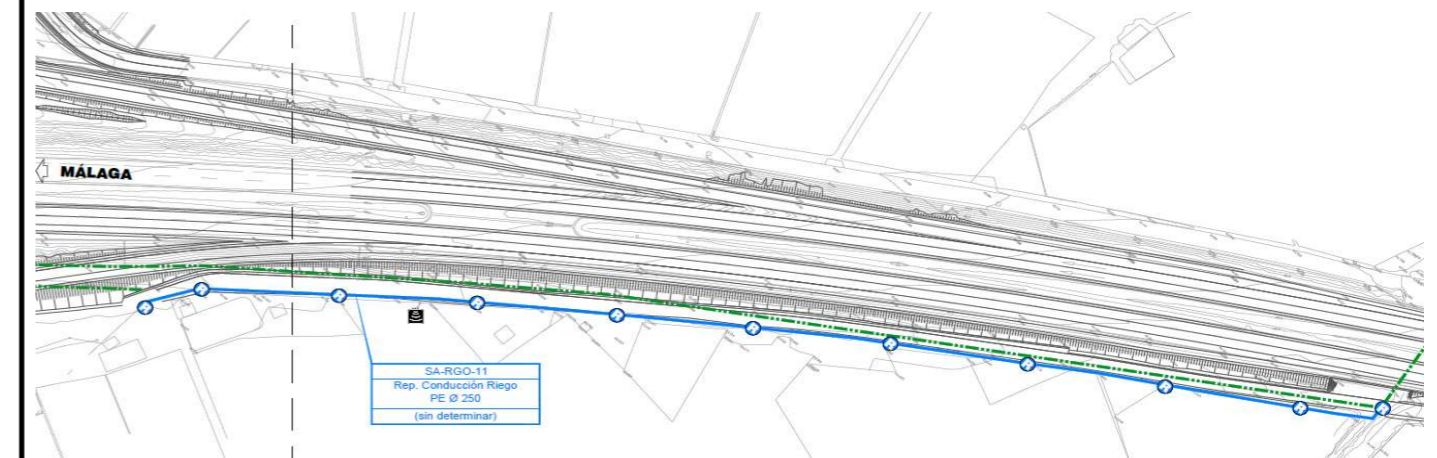 MÁLAGA
SA-RGO-11
Rep. Conducción Riego
PE Ø 250
(sin determinar)